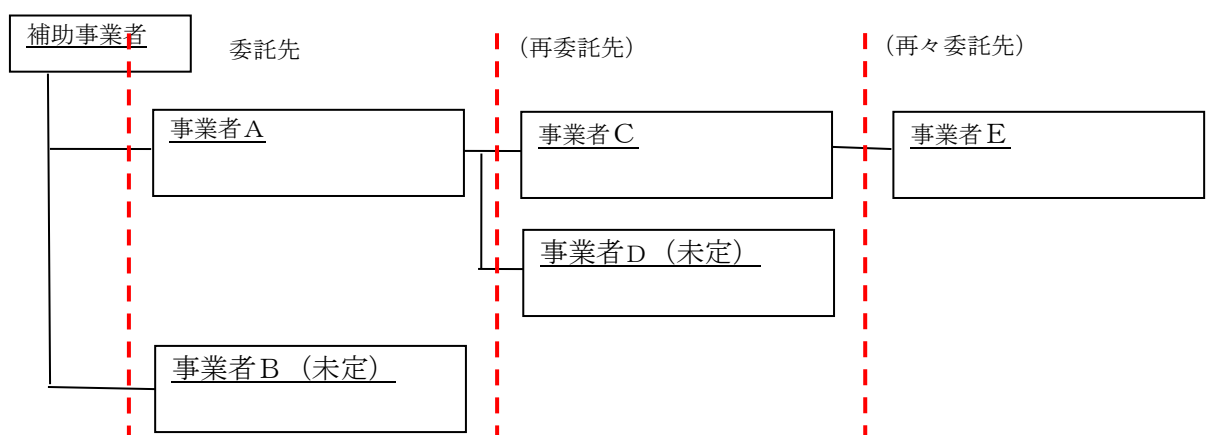 補助事業者
委託先
(再委託先)
(再々委託先)
事業者A
事業者C
事業者E
事業者D（未定）
事業者B（未定）